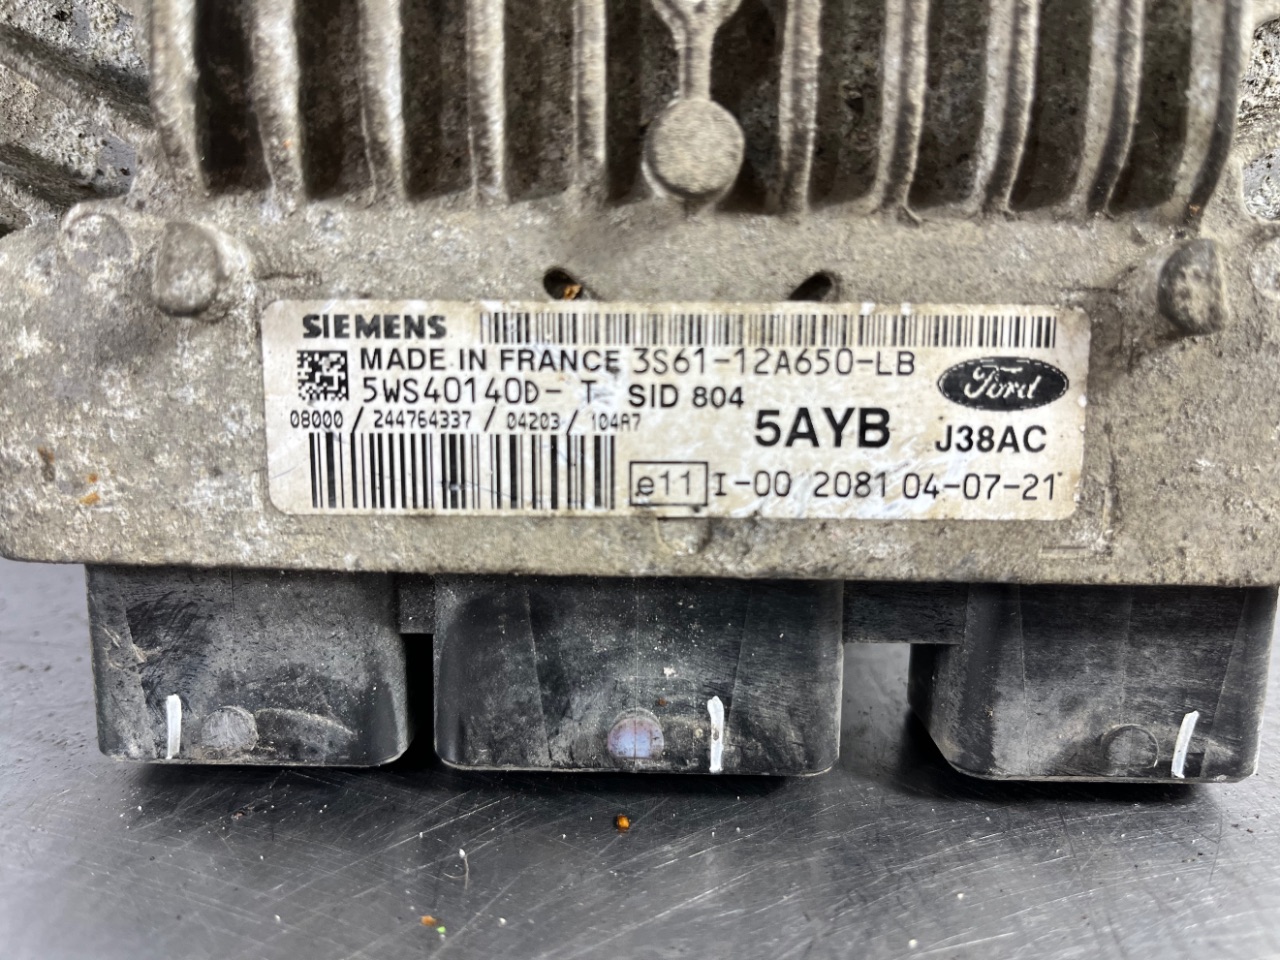 SIEMENS
MADE IN FRANCE 3S61-12A650-LB
Ford
5WS40140D-T SID 804
08000 / 244764337 / 04203 / 104A7
5AYB J38AC
e11 I-00 2081 04-07-21